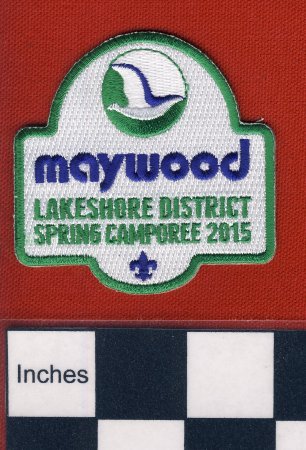 maywood
LAKESHORE DISTRICT
SPRING CAMPOREE 2015
Inches